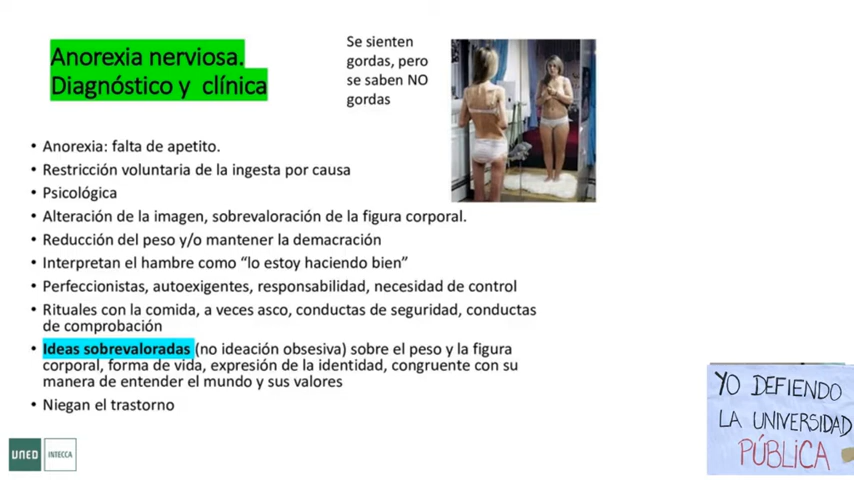 Anorexia nerviosa.
Diagnóstico y clínica
Se sienten
gordas, pero
se saben NO
gordas
• Anorexia: falta de apetito.
• Restricción voluntaria de la ingesta por causa
• Psicológica
• Alteración de la imagen, sobrevaloración de la figura corporal.
• Reducción del peso y/o mantener la demacración
• Interpretan el hambre como “lo estoy haciendo bien”
• Perfeccionistas, autoexigentes, responsabilidad, necesidad de control
• Rituales con la comida, a veces asco, conductas de seguridad, conductas
de comprobación
• Ideas sobrevaloradas (no ideación obsesiva) sobre el peso y la figura
corporal, forma de vida, expresión de la identidad, congruente con su
manera de entender el mundo y sus valores
• Niegan el trastorno
UNED INTECCA
YO DEFIENDO
LA UNIVERSIDAD
PÚBLICA